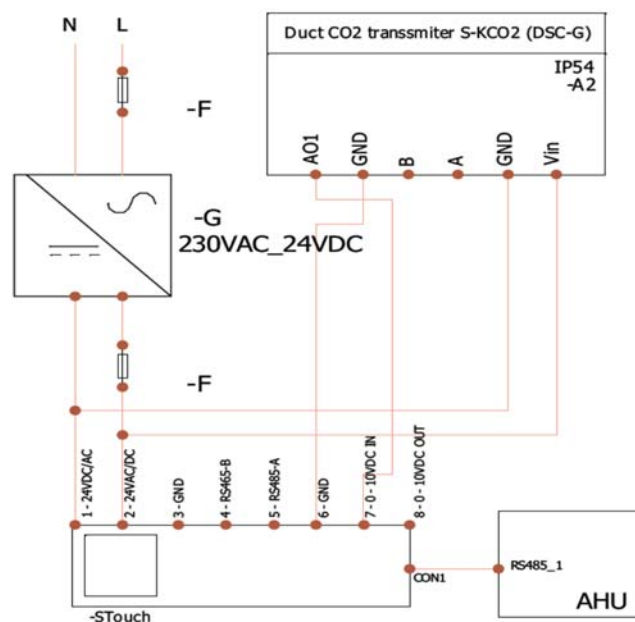 N L
Duct CO2 transsmiter S-KCO2 (DSC-G)
IP54
-A2
AO1
GND
B
A
GND
Vin
-F
-G
230VAC_24VDC
-F
1 - 24VDC/AC
2 - 24VAC/DC
3 - GND
4 - RS465-B
5 - RS485-A
6 - GND
7 - 0 - 10VDC IN
8 - 0 - 10VDC OUT
CON1
RS485_1
AHU
-STouch